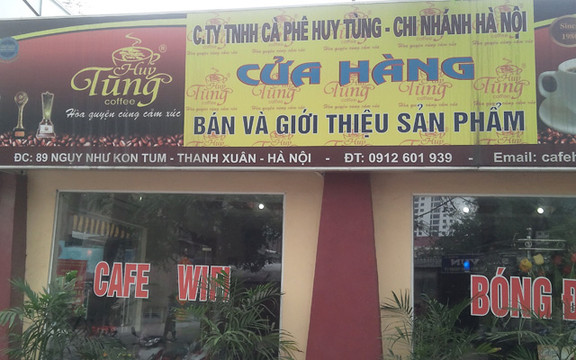 C.TY TNHH CÀ PHÊ HUY TÙNG - CHI NHÁNH HÀ NỘI
Huy
Tùng
coffee
Hòa quyện cùng cảm xúc
CỬA HÀNG
BÁN VÀ GIỚI THIỆU SẢN PHẨM
ĐC: 89 NGỤY NHƯ KON TUM - THANH XUÂN - HÀ NỘI - ĐT: 0912 601 939 - Email: cafeh
CAFE WIFI
BÓNG Đ